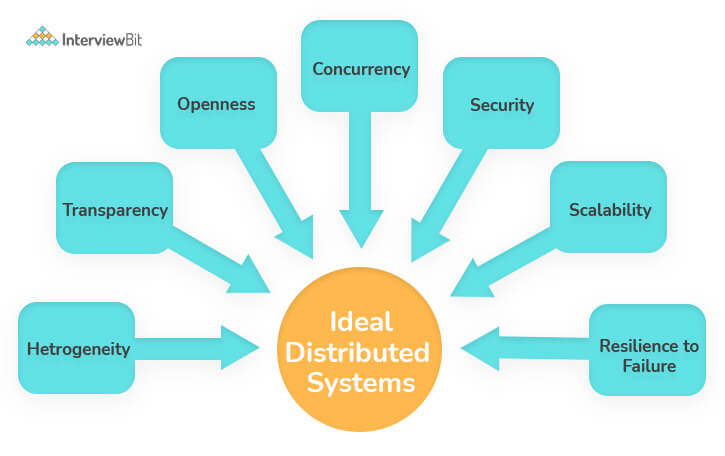 InterviewBit
Concurrency
Openness
Security
Transparency
Scalability
Hetrogeneity
Ideal
Distributed
Systems
Resilience to
Failure